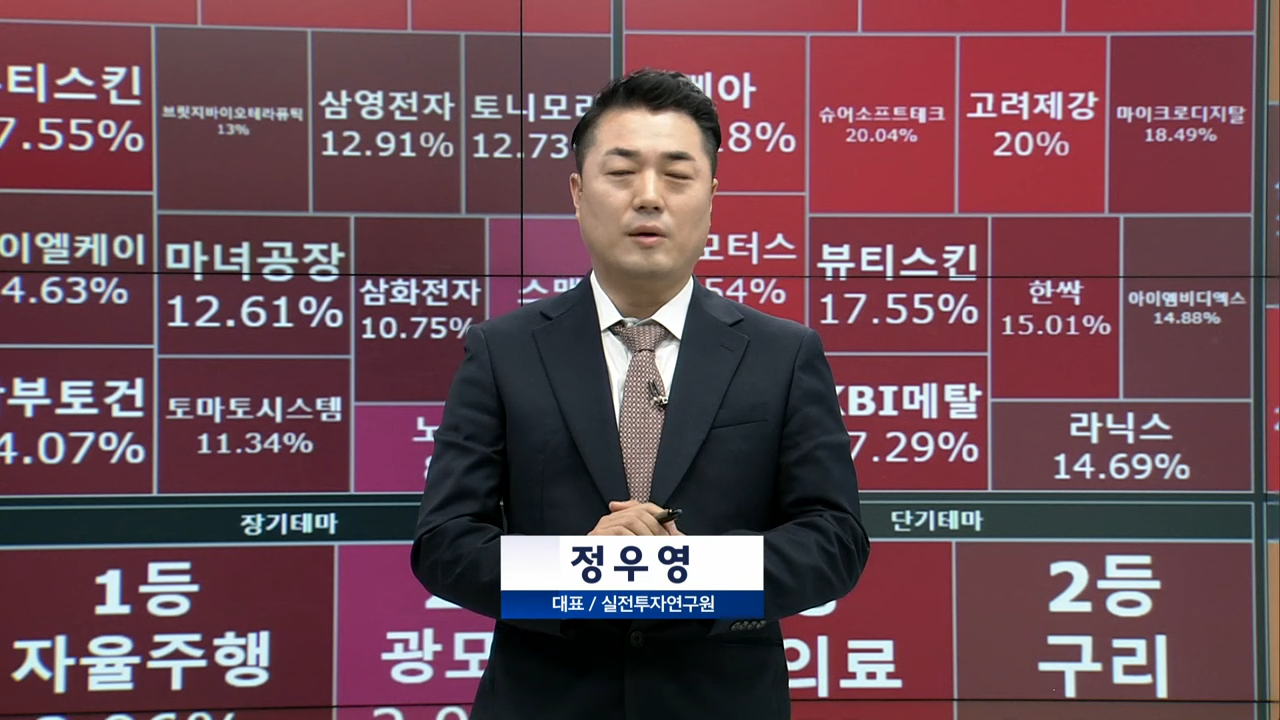 티스킨
7.55%
브릿지바이오테라퓨틱
13%
삼영전자
12.91%
토니모리
12.73
케아
18%
슈어소프트테크
20.04%
고려제강
20%
마이크로디지탈
18.49%
이엘케이
4.63%
마녀공장
12.61%
삼화전자
10.75%
스맥
모터스
54%
뷰티스킨
17.55%
한싹
15.01%
아이엠비디엑스
14.88%
부토건
4.07%
토마토시스템
11.34%
KBI메탈
7.29%
라닉스
14.69%
장기테마
단기테마
1등
자율주행
광모
의료
2등
구리
정우영
대표 / 실전투자연구원